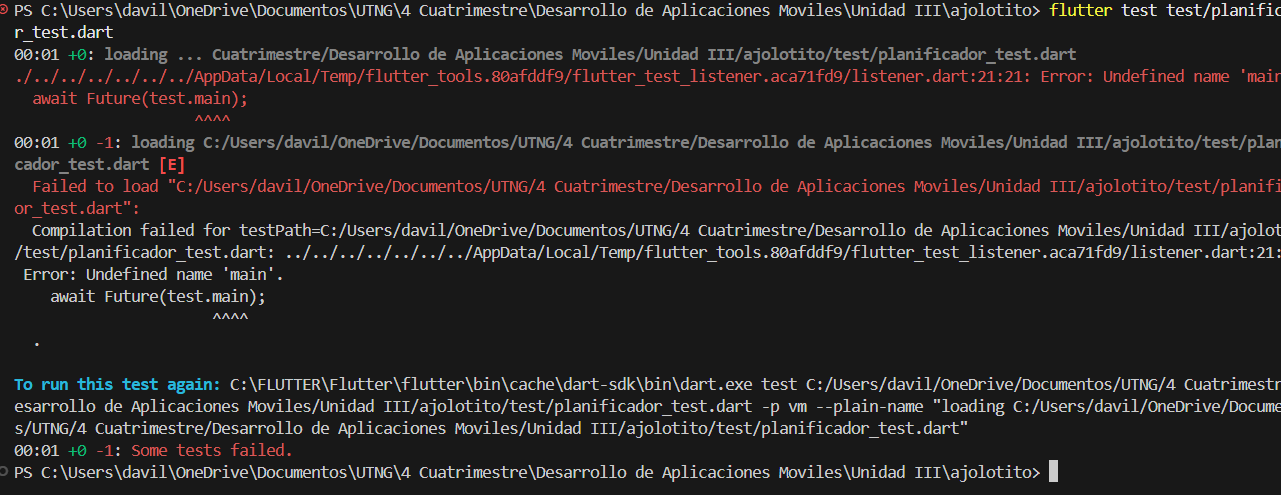 PS C:\Users\davil\OneDrive\Documentos\UTNG\4 Cuatrimestre\Desarrollo de Aplicaciones Moviles\Unidad III\ajolotito> flutter test test/planific
r_test.dart
00:01 +0: loading ... Cuatrimestre/Desarrollo de Aplicaciones Moviles/Unidad III/ajolotito/test/planificador_test.dart
./../../../../../../AppData/Local/Temp/flutter_tools.80afddf9/flutter_test_listener.aca71fd9/listener.dart:21:21: Error: Undefined name 'main
await Future(test.main);
^^^^
00:01 +0 -1: loading C:/Users/davil/OneDrive/Documentos/UTNG/4 Cuatrimestre/Desarrollo de Aplicaciones Moviles/Unidad III/ajolotito/test/plan
cador_test.dart [E]
Failed to load "C:/Users/davil/OneDrive/Documentos/UTNG/4 Cuatrimestre/Desarrollo de Aplicaciones Moviles/Unidad III/ajolotito/test/planifi
or_test.dart":
Compilation failed for testPath=C:/Users/davil/OneDrive/Documentos/UTNG/4 Cuatrimestre/Desarrollo de Aplicaciones Moviles/Unidad III/ajolot
/test/planificador_test.dart: ../../../../../../../AppData/Local/Temp/flutter_tools.80afddf9/flutter_test_listener.aca71fd9/listener.dart:21:
Error: Undefined name 'main'.
await Future(test.main);
^^^^
.
To run this test again: C:\FLUTTER\Flutter\flutter\bin\cache\dart-sdk\bin\dart.exe test C:/Users/davil/OneDrive/Documentos/UTNG/4 Cuatrimestr
esarrollo de Aplicaciones Moviles/Unidad III/ajolotito/test/planificador_test.dart -p vm --plain-name "loading C:/Users/davil/OneDrive/Docume
s/UTNG/4 Cuatrimestre/Desarrollo de Aplicaciones Moviles/Unidad III/ajolotito/test/planificador_test.dart"
00:01 +0 -1: Some tests failed.
PS C:\Users\davil\OneDrive\Documentos\UTNG\4 Cuatrimestre\Desarrollo de Aplicaciones Moviles\Unidad III\ajolotito>